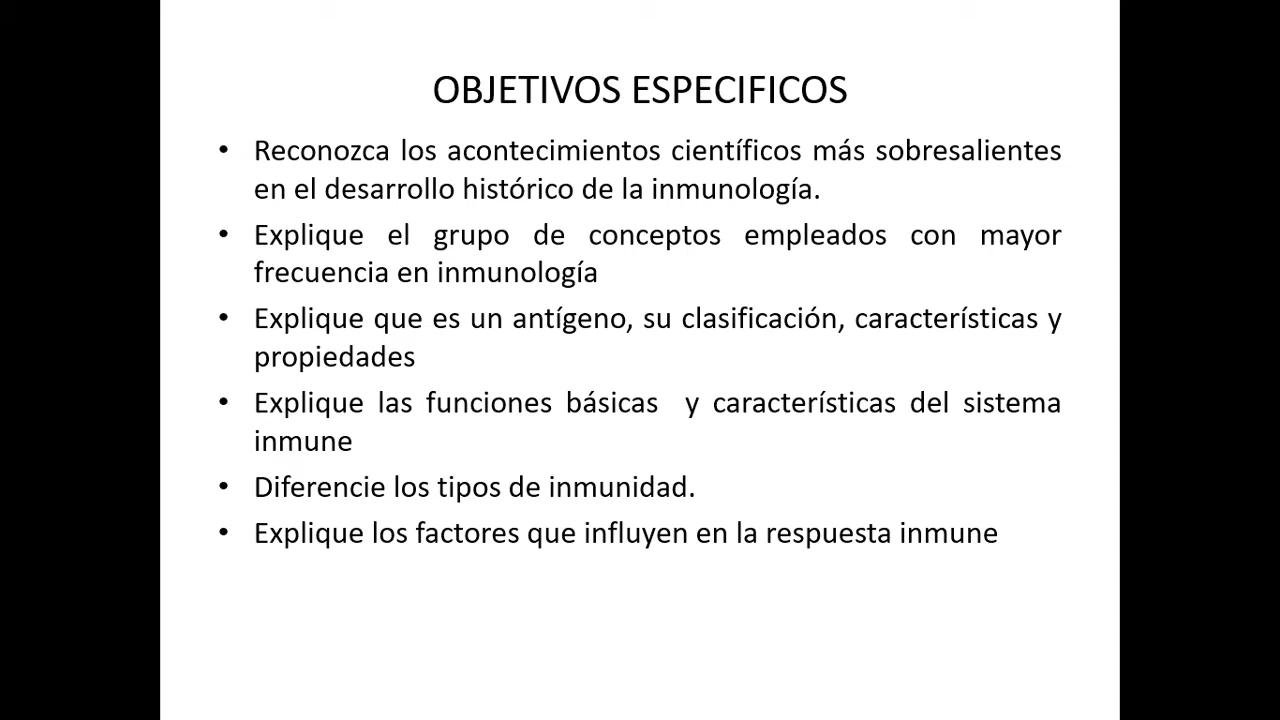 OBJETIVOS ESPECIFICOS
• Reconozca los acontecimientos científicos más sobresalientes
en el desarrollo histórico de la inmunología.
• Explique el grupo de conceptos empleados con mayor
frecuencia en inmunología
• Explique que es un antígeno, su clasificación, características y
propiedades
• Explique las funciones básicas  y características del sistema
inmune
• Diferencie los tipos de inmunidad.
• Explique los factores que influyen en la respuesta inmune